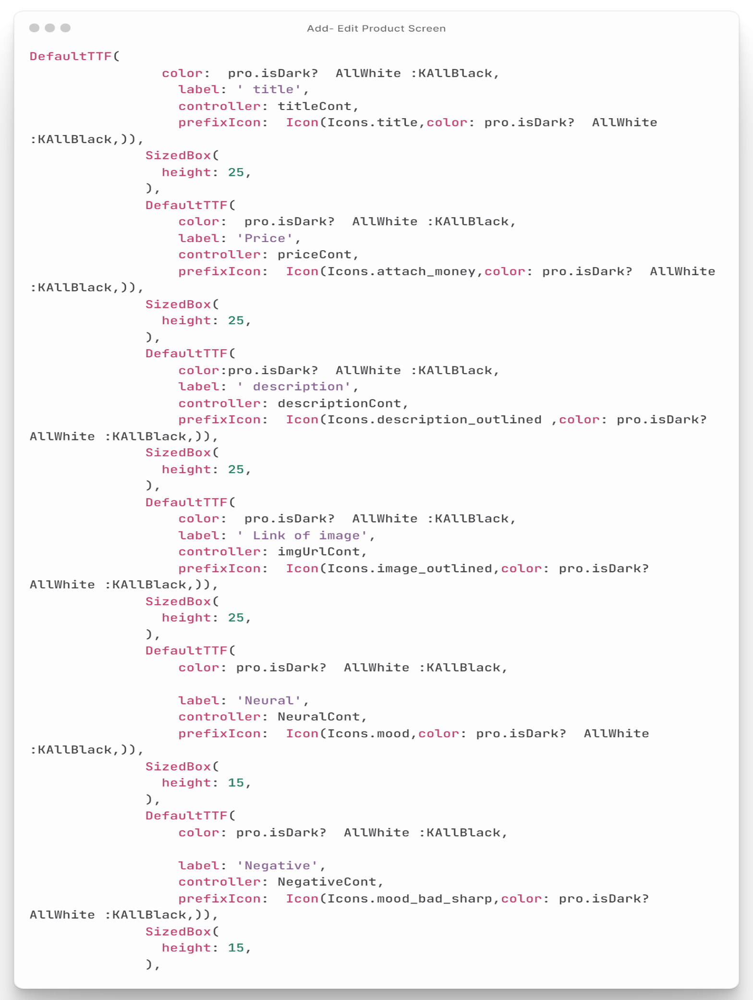 Add- Edit Product Screen
DefaultTTF(
                color:  pro.isDark?  AllWhite :KAllBlack,
                  label: ' title',
                  controller: titleCont,
                  prefixIcon:  Icon(Icons.title,color: pro.isDark?  AllWhite
:KAllBlack,)),
              SizedBox(
                height: 25,
              ),
              DefaultTTF(
                  color:  pro.isDark?  AllWhite :KAllBlack,
                  label: 'Price',
                  controller: priceCont,
                  prefixIcon:  Icon(Icons.attach_money,color: pro.isDark?  AllWhite
:KAllBlack,)),
              SizedBox(
                height: 25,
              ),
              DefaultTTF(
                  color:pro.isDark?  AllWhite :KAllBlack,
                  label: ' description',
                  controller: descriptionCont,
                  prefixIcon:  Icon(Icons.description_outlined ,color: pro.isDark?
AllWhite :KAllBlack,)),
              SizedBox(
                height: 25,
              ),
              DefaultTTF(
                  color:  pro.isDark?  AllWhite :KAllBlack,
                  label: ' Link of image',
                  controller: imgUrlCont,
                  prefixIcon:  Icon(Icons.image_outlined,color: pro.isDark?
AllWhite :KAllBlack,)),
              SizedBox(
                height: 25,
              ),
              DefaultTTF(
                  color: pro.isDark?  AllWhite :KAllBlack,

                  label: 'Neural',
                  controller: NeuralCont,
                  prefixIcon:  Icon(Icons.mood,color: pro.isDark?  AllWhite
:KAllBlack,)),
              SizedBox(
                height: 15,
              ),
              DefaultTTF(
                  color: pro.isDark?  AllWhite :KAllBlack,

                  label: 'Negative',
                  controller: NegativeCont,
                  prefixIcon:  Icon(Icons.mood_bad_sharp,color: pro.isDark?
AllWhite :KAllBlack,)),
              SizedBox(
                height: 15,
              ),